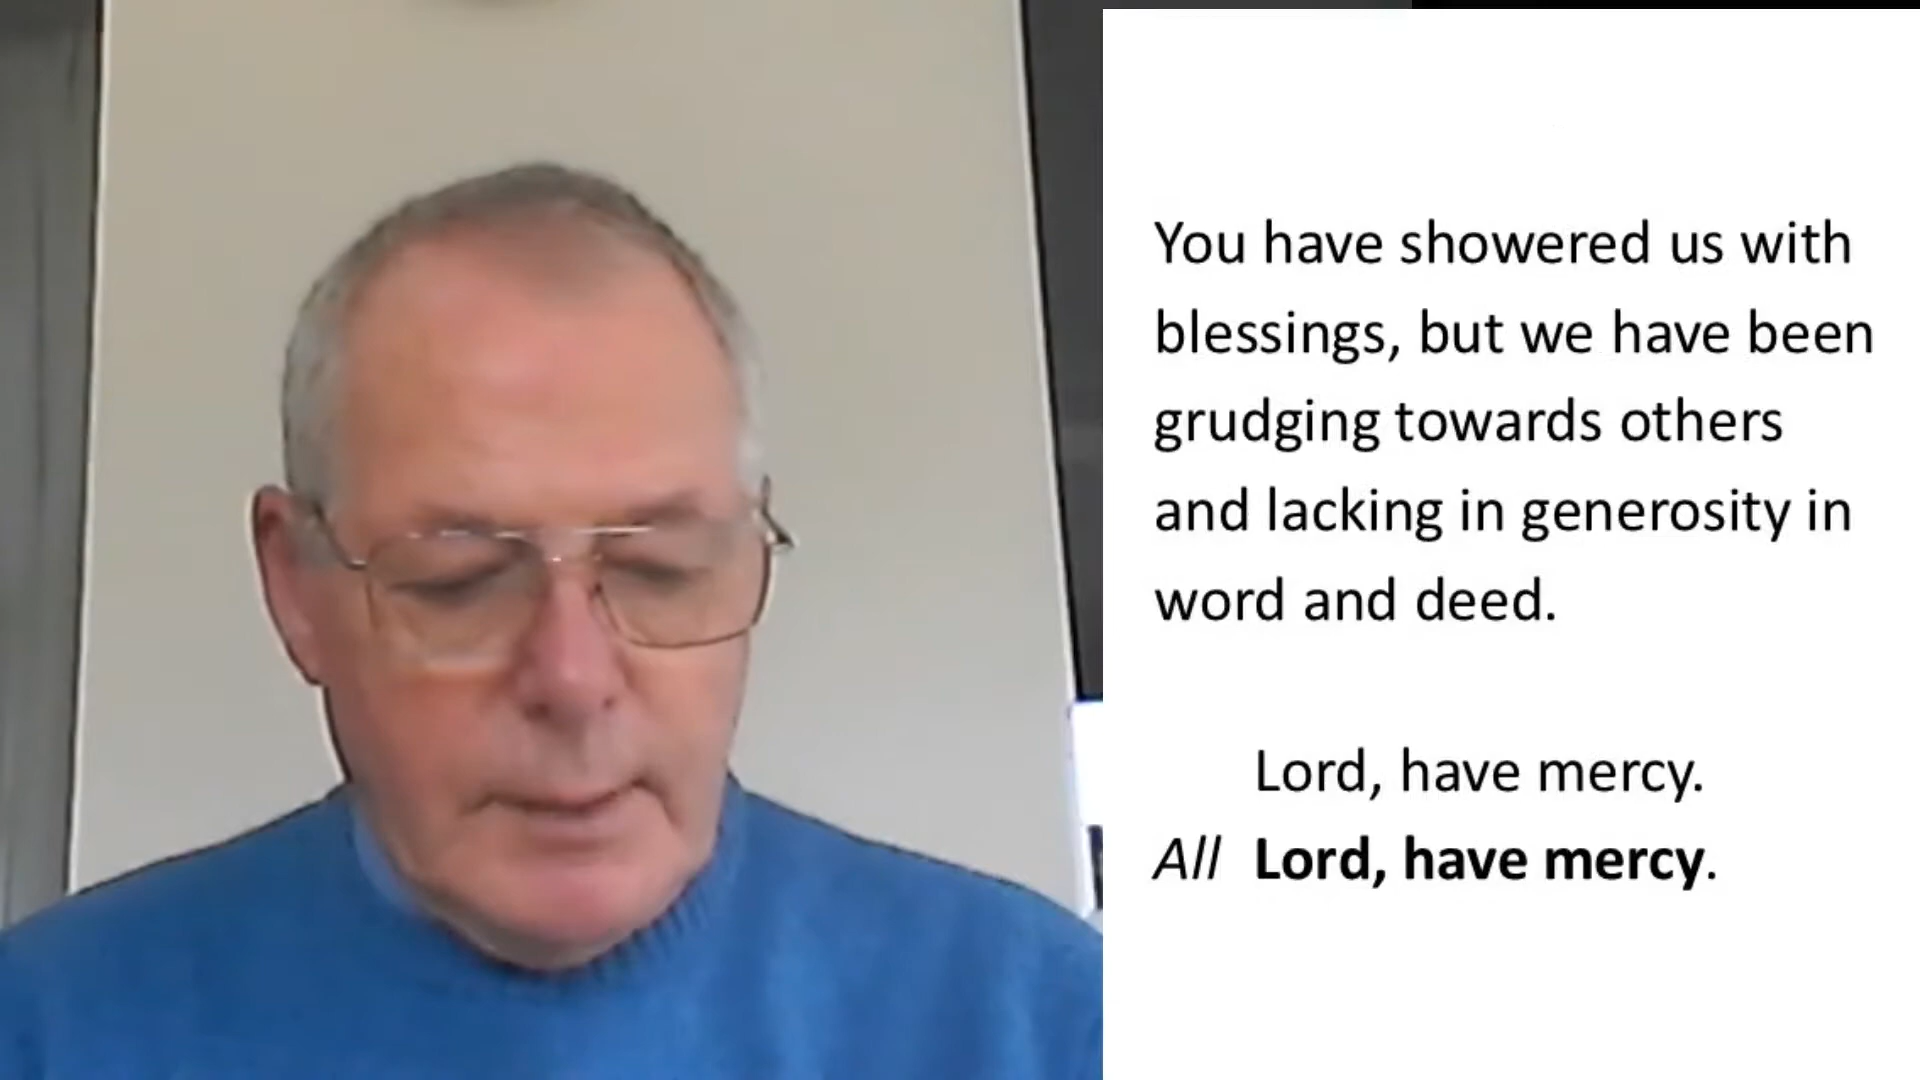 You have showered us with
blessings, but we have been
grudging towards others
and lacking in generosity in
word and deed.
Lord, have mercy.
All Lord, have mercy.